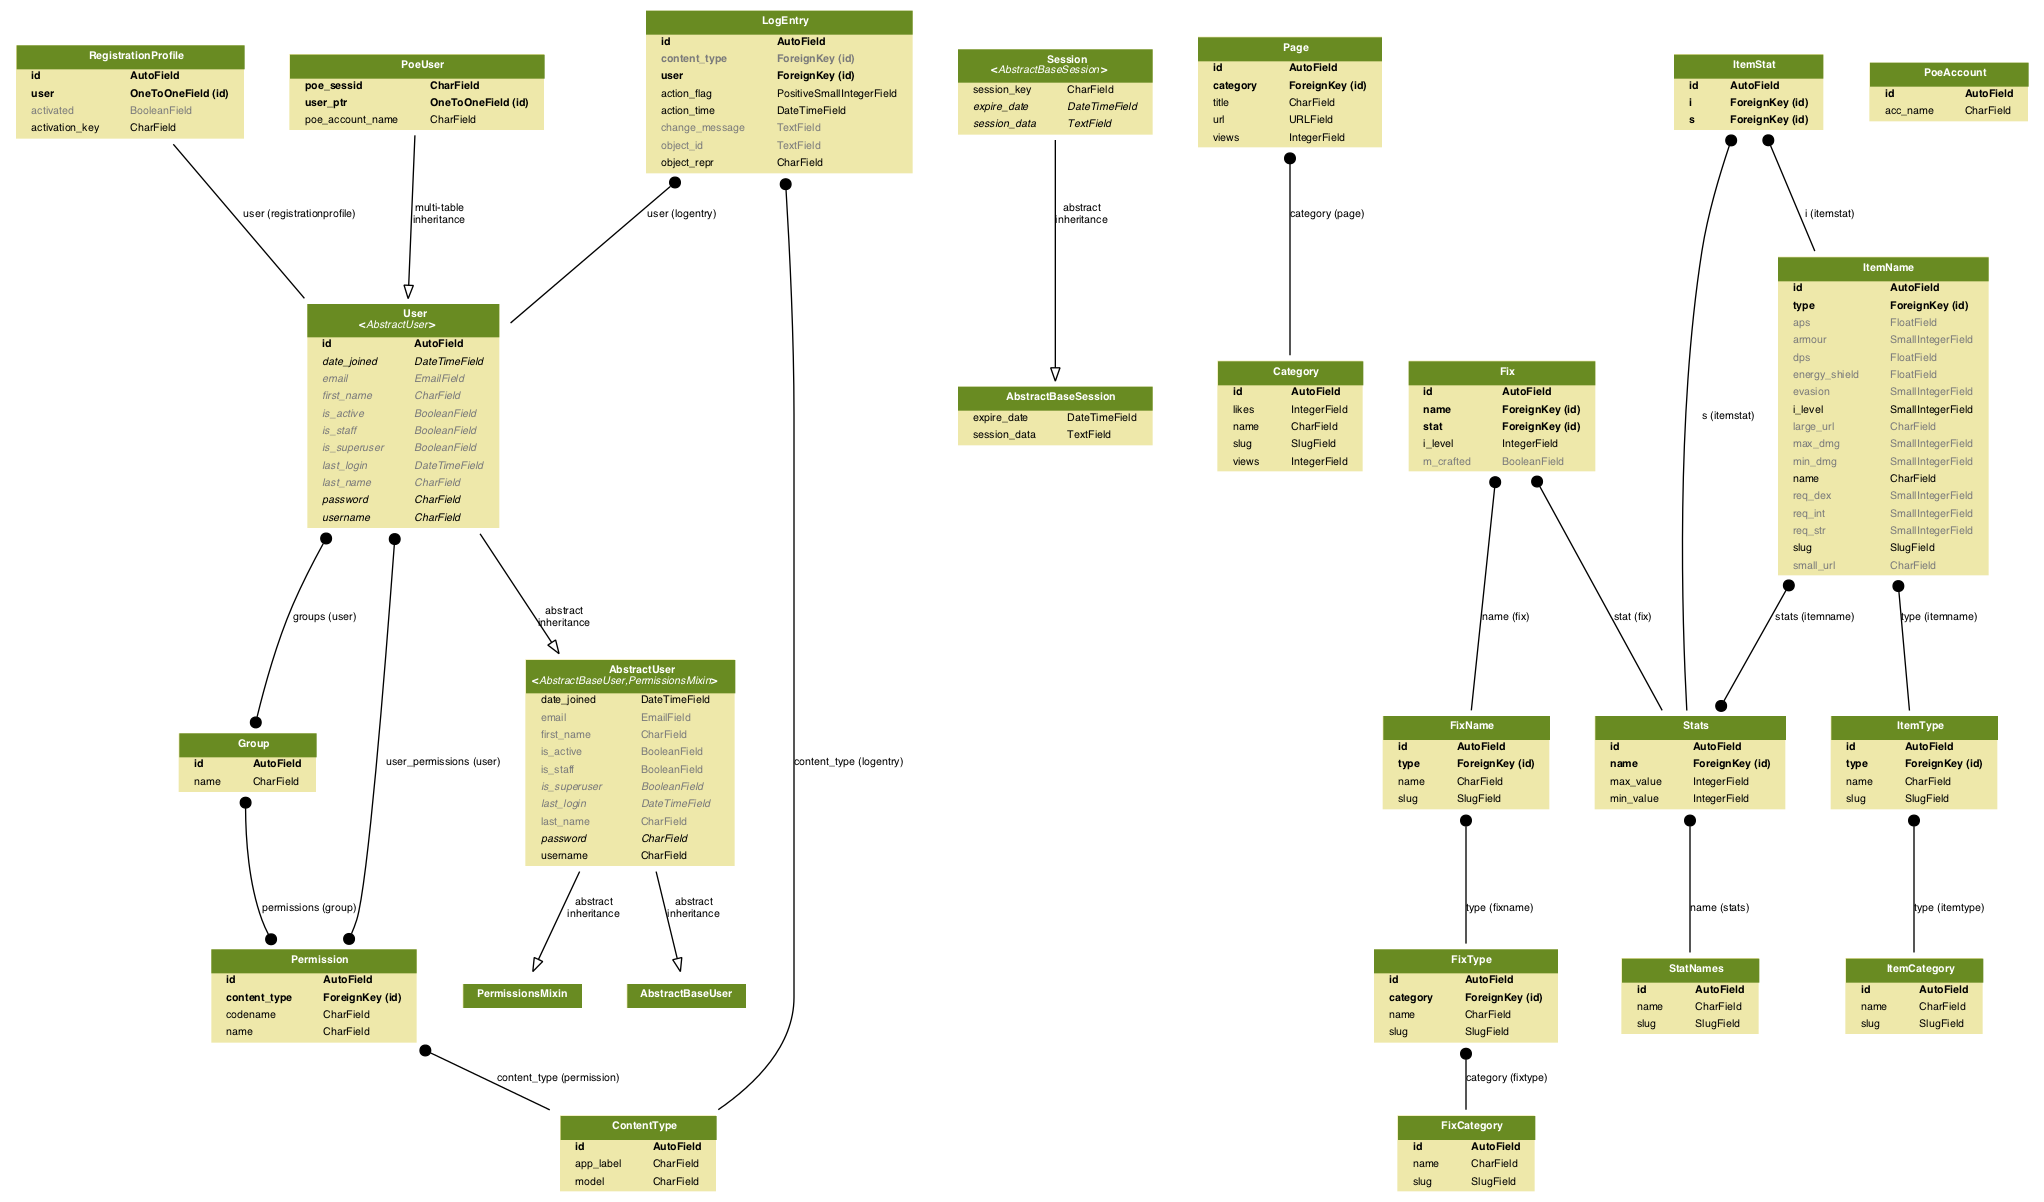 RegistrationProfile
id AutoField
user OneToOneField (id)
activated BooleanField
activation_key CharField
PoeUser
poe_sessid CharField
user_ptr OneToOneField (id)
poe_account_name CharField
LogEntry
id AutoField
content_type ForeignKey (id)
user ForeignKey (id)
action_flag PositiveSmallIntegerField
action_time DateTimeField
change_message TextField
object_id TextField
object_repr CharField
Session
<AbstractBaseSession>
session_key CharField
expire_date DateTimeField
session_data TextField
Page
id AutoField
category ForeignKey (id)
title CharField
url URLField
views IntegerField
ItemStat
id AutoField
i ForeignKey (id)
s ForeignKey (id)
PoeAccount
id AutoField
acc_name CharField
user (registrationprofile)
multi-table
inheritance
user (logentry)
abstract
inheritance
category (page)
i (itemstat)
User
<AbstractUser>
id AutoField
date_joined DateTimeField
email EmailField
first_name CharField
is_active BooleanField
is_staff BooleanField
is_superuser BooleanField
last_login DateTimeField
last_name CharField
password CharField
username CharField
AbstractBaseSession
expire_date DateTimeField
session_data TextField
Category
id AutoField
likes IntegerField
name CharField
slug SlugField
views IntegerField
Fix
id AutoField
name ForeignKey (id)
stat ForeignKey (id)
i_level IntegerField
m_crafted BooleanField
s (itemstat)
ItemName
id AutoField
type ForeignKey (id)
aps FloatField
armour SmallIntegerField
dps FloatField
energy_shield FloatField
evasion SmallIntegerField
i_level SmallIntegerField
large_url CharField
max_dmg SmallIntegerField
min_dmg SmallIntegerField
name CharField
req_dex SmallIntegerField
req_int SmallIntegerField
req_str SmallIntegerField
slug SlugField
small_url CharField
groups (user)
abstract
inheritance
name (fix)
stat (fix)
stats (itemname)
type (itemname)
AbstractUser
<AbstractBaseUser,PermissionsMixin>
date_joined DateTimeField
email EmailField
first_name CharField
is_active BooleanField
is_staff BooleanField
is_superuser BooleanField
last_login DateTimeField
last_name CharField
password CharField
username CharField
Group
id AutoField
name CharField
user_permissions (user)
content_type (logentry)
FixName
id AutoField
type ForeignKey (id)
name CharField
slug SlugField
Stats
id AutoField
name ForeignKey (id)
max_value IntegerField
min_value IntegerField
ItemType
id AutoField
type ForeignKey (id)
name CharField
slug SlugField
permissions (group)
abstract
inheritance
abstract
inheritance
type (fixname)
name (stats)
type (itemtype)
Permission
id AutoField
content_type ForeignKey (id)
codename CharField
name CharField
PermissionsMixin
AbstractBaseUser
FixType
id AutoField
category ForeignKey (id)
name CharField
slug SlugField
StatNames
id AutoField
name CharField
slug SlugField
ItemCategory
id AutoField
name CharField
slug SlugField
content_type (permission)
category (fixtype)
ContentType
id AutoField
app_label CharField
model CharField
FixCategory
id AutoField
name CharField
slug SlugField